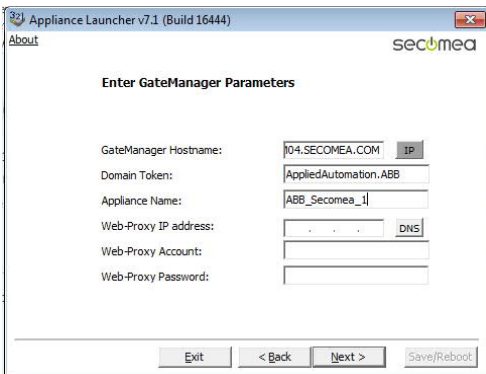 Appliance Launcher v7.1 (Build 16444)
About
secomea
Enter GateManager Parameters
GateManager Hostname: 104.SECOMEA.COM IP
Domain Token: AppliedAutomation.ABB
Appliance Name: ABB_Secomea_1
Web-Proxy IP address: . . . DNS
Web-Proxy Account:
Web-Proxy Password:
Exit < Back Next > Save/Reboot